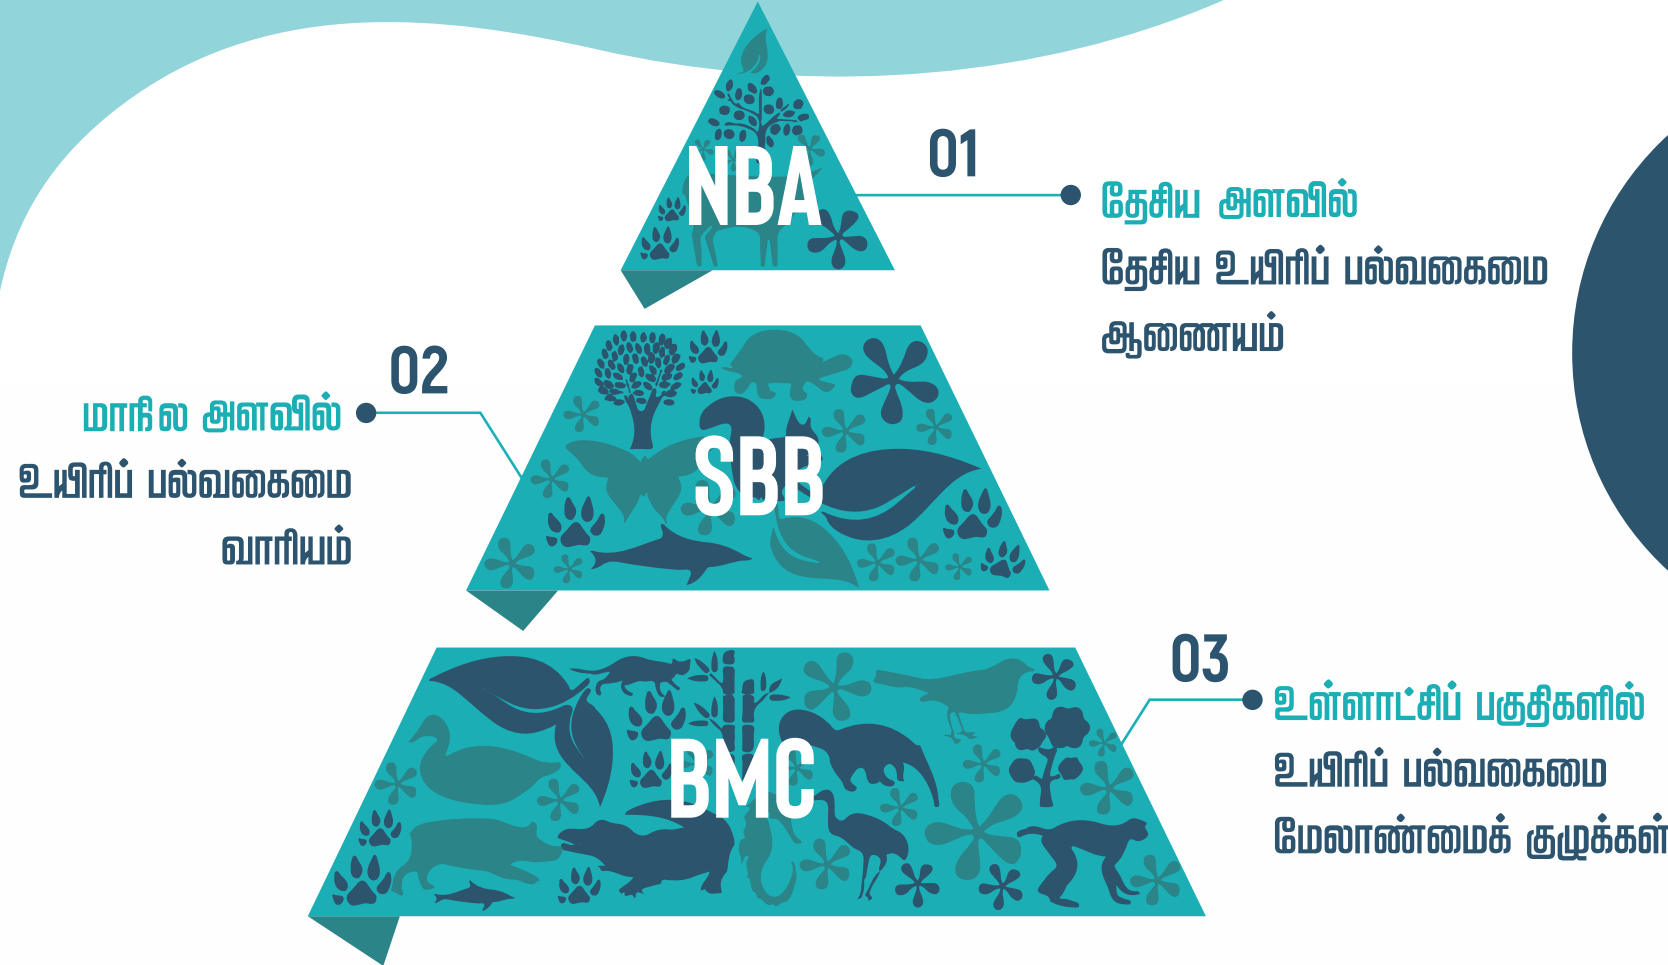 NBA
01
தேசிய அளவில்
தேசிய உயிரிப் பல்வகைமை
ஆணையம்
02
மாநில அளவில்
உயிரிப் பல்வகைமை
வாரியம்
SBB
03
உள்ளாட்சிப் பகுதிகளில்
உயிரிப் பல்வகைமை
மேலாண்மைக் குழுக்கள்
BMC